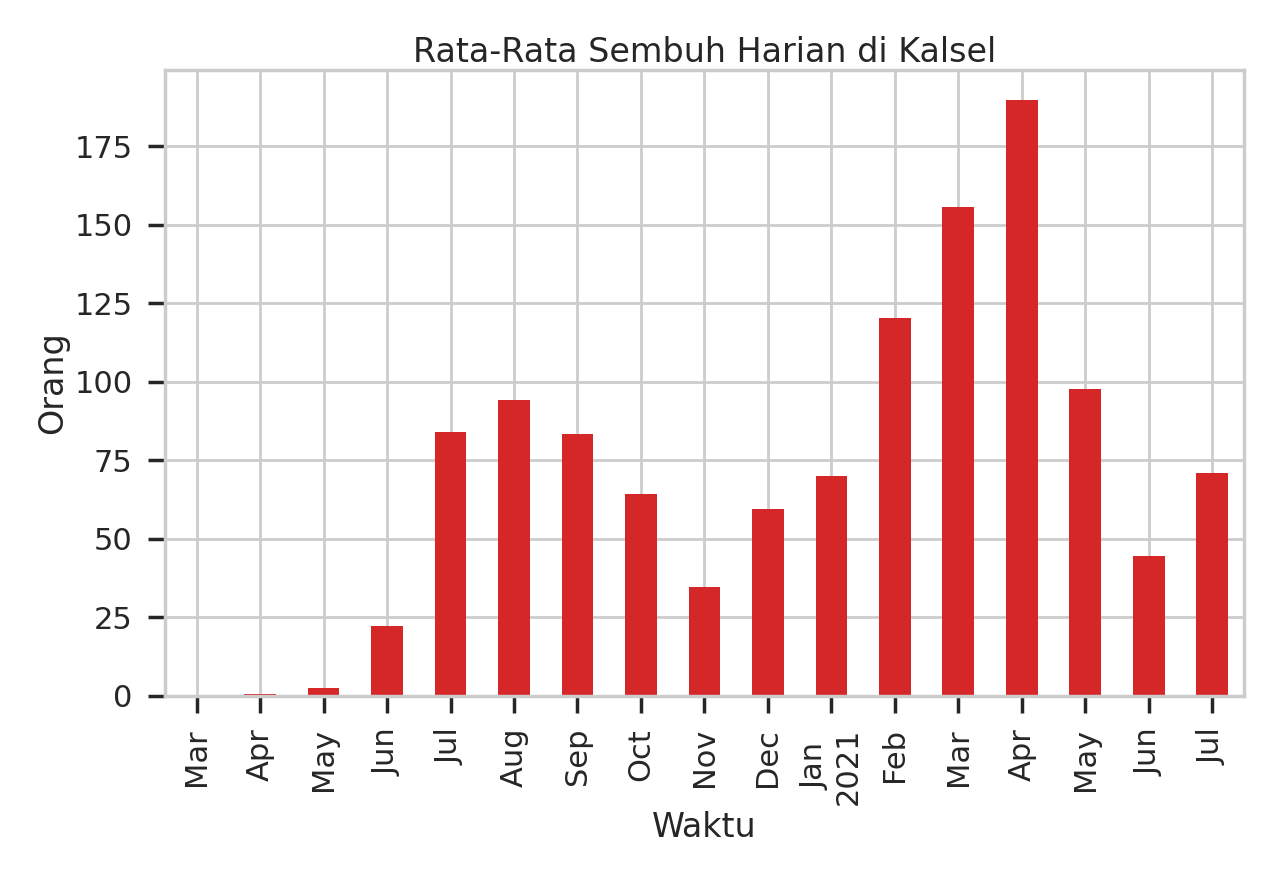 Rata-Rata Sembuh Harian di Kalsel
Orang
175
150
125
100
75
50
25
0
Mar
Apr
May
Jun
Jul
Aug
Sep
Oct
Nov
Dec
Jan
2021
Feb
Mar
Apr
May
Jun
Jul
Waktu